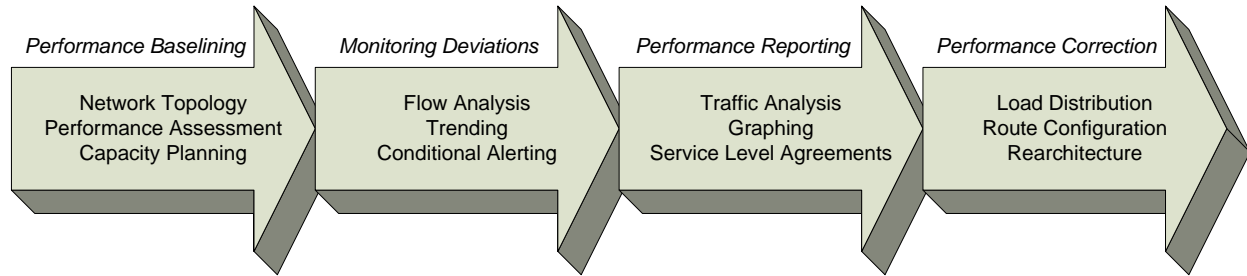 Performance Baselining
Network Topology
Performance Assessment
Capacity Planning
Monitoring Deviations
Flow Analysis
Trending
Conditional Alerting
Performance Reporting
Traffic Analysis
Graphing
Service Level Agreements
Performance Correction
Load Distribution
Route Configuration
Rearchitecture